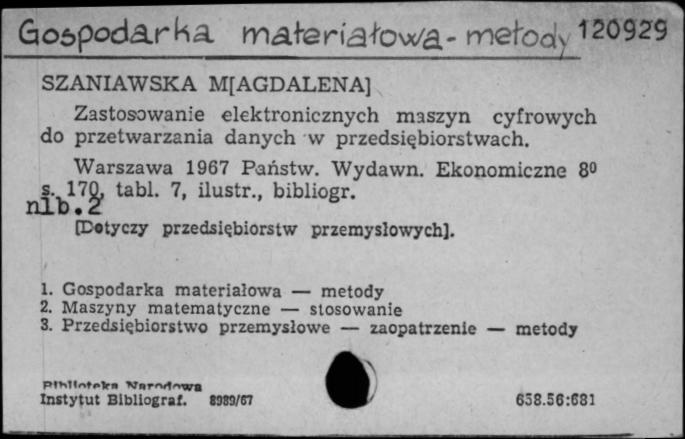 Gospodarka materiałowa - metody 120929
SZANIAWSKA M[AGDALENA]
Zastosowanie elektronicznych maszyn cyfrowych
do przetwarzania danych w przedsiębiorstwach.
Warszawa 1967 Państw. Wydawn. Ekonomiczne 8⁰
s. 170, tabl. 7, ilustr., bibliogr.
nlb.2
[Dotyczy przedsiębiorstw przemysłowych].
1. Gospodarka materiałowa — metody
2. Maszyny matematyczne — stosowanie
3. Przedsiębiorstwo przemysłowe — zaopatrzenie — metody
Biblioteka Narodowa
Instytut Bibliograf. 8989/67 658.56:681